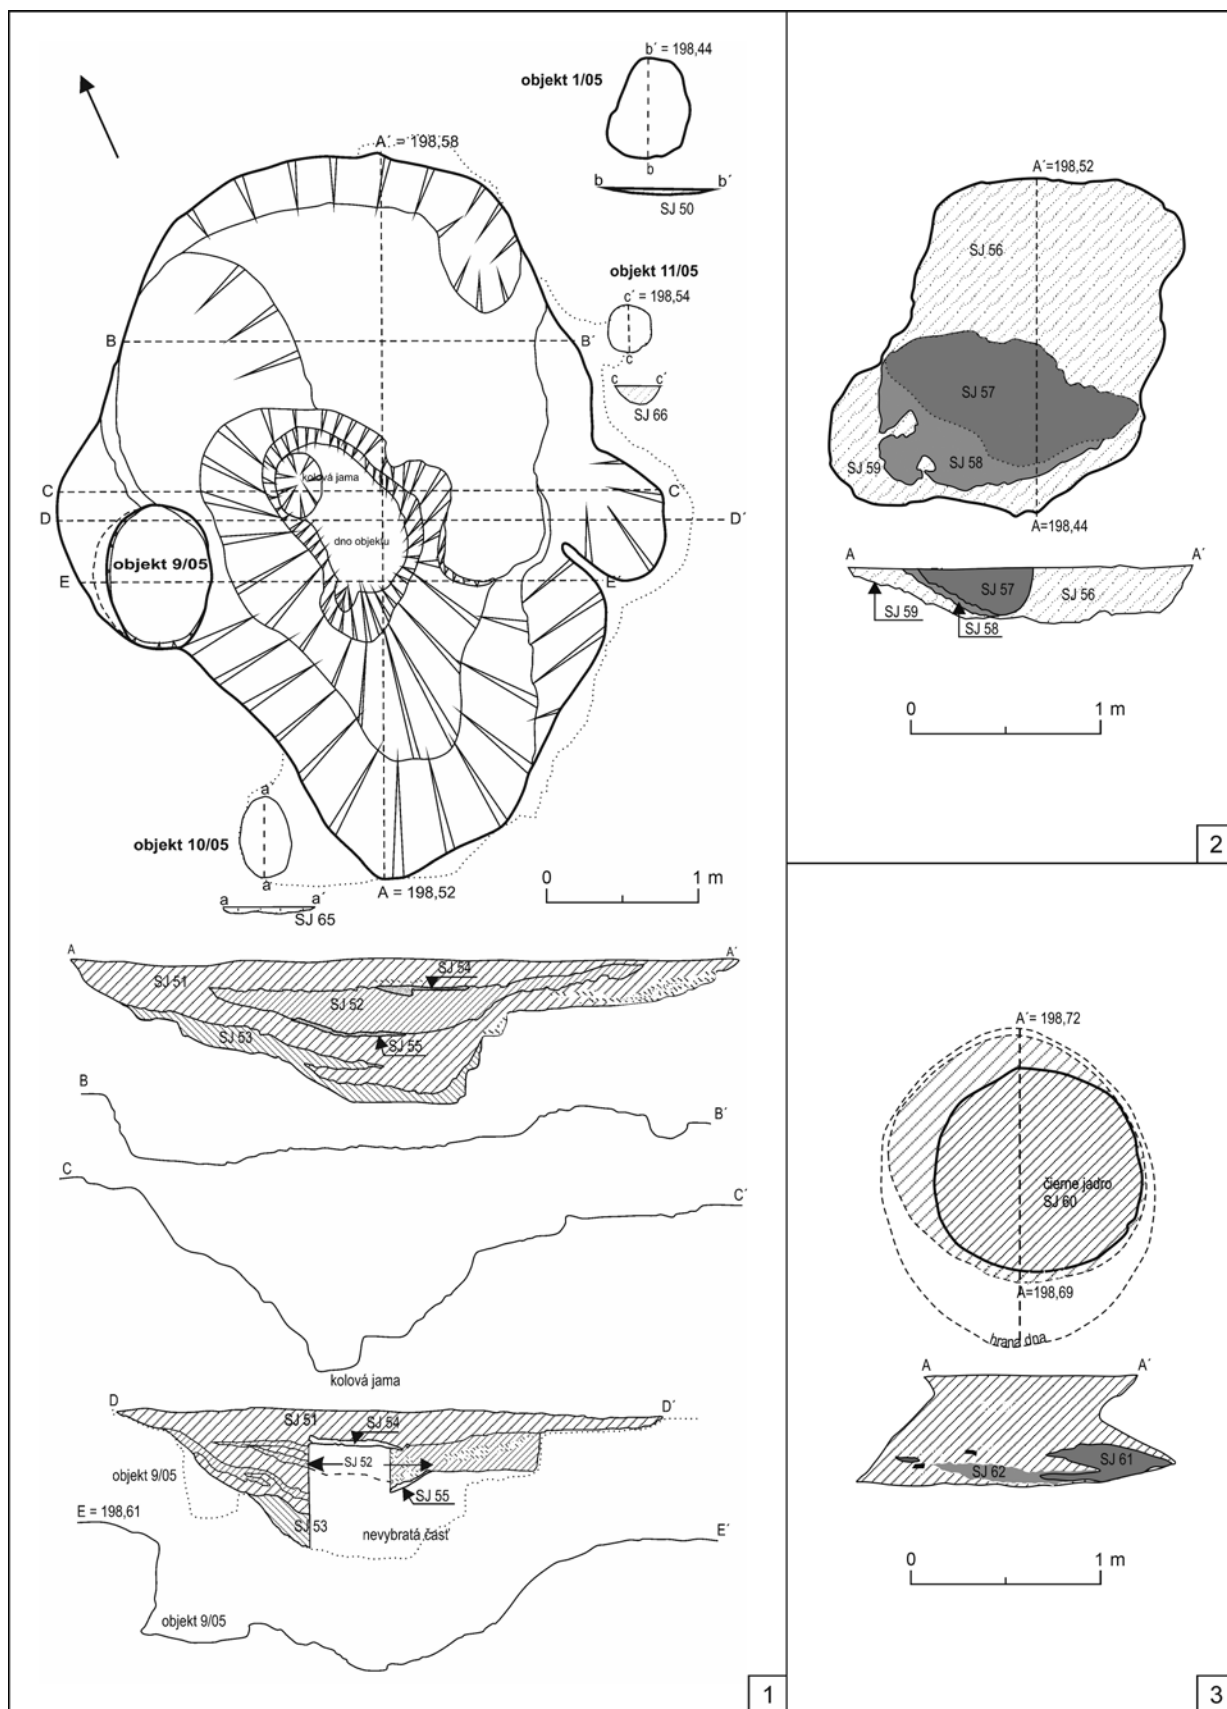 b´ = 198,44
objekt 1/05
b
b b´
SJ 50
A´ = 198,58
objekt 11/05
c´ = 198,54
c
c c´
SJ 66
B B´
kolová jama
C C´
D D´
dno objektu
objekt 9/05
E E´
a´
objekt 10/05
a
a a´
SJ 65
A = 198,52
0 1 m
A A´
SJ 51
SJ 54
SJ 52
SJ 53
SJ 55
B B´
C C´
kolová jama
D D´
SJ 51
SJ 54
SJ 52
objekt 9/05
SJ 55
SJ 53
nevybratá časť
E = 198,61 E´
objekt 9/05
1
A´=198,52
SJ 56
SJ 57
SJ 58
SJ 59
A=198,44
A A´
SJ 57
SJ 56
SJ 59
SJ 58
0 1 m
2
A´= 198,72
čierne jadro
SJ 60
A=198,69
hrana dna
A A´
SJ 61
SJ 62
0 1 m
3